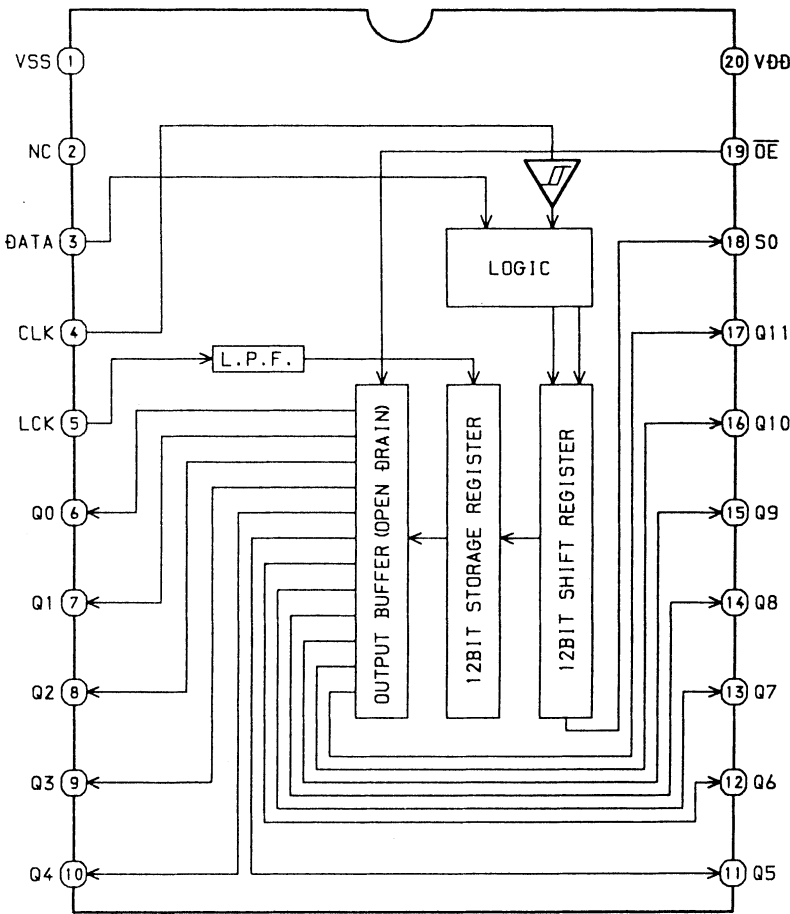 VSS 1
20 VDD
NC 2
19 OE
DATA 3
18 SO
LOGIC
CLK 4
17 Q11
L.P.F.
LCK 5
16 Q10
OUTPUT BUFFER(OPEN DRAIN)
12BIT STORAGE REGISTER
12BIT SHIFT REGISTER
Q0 6
15 Q9
Q1 7
14 Q8
Q2 8
13 Q7
Q3 9
12 Q6
Q4 10
11 Q5